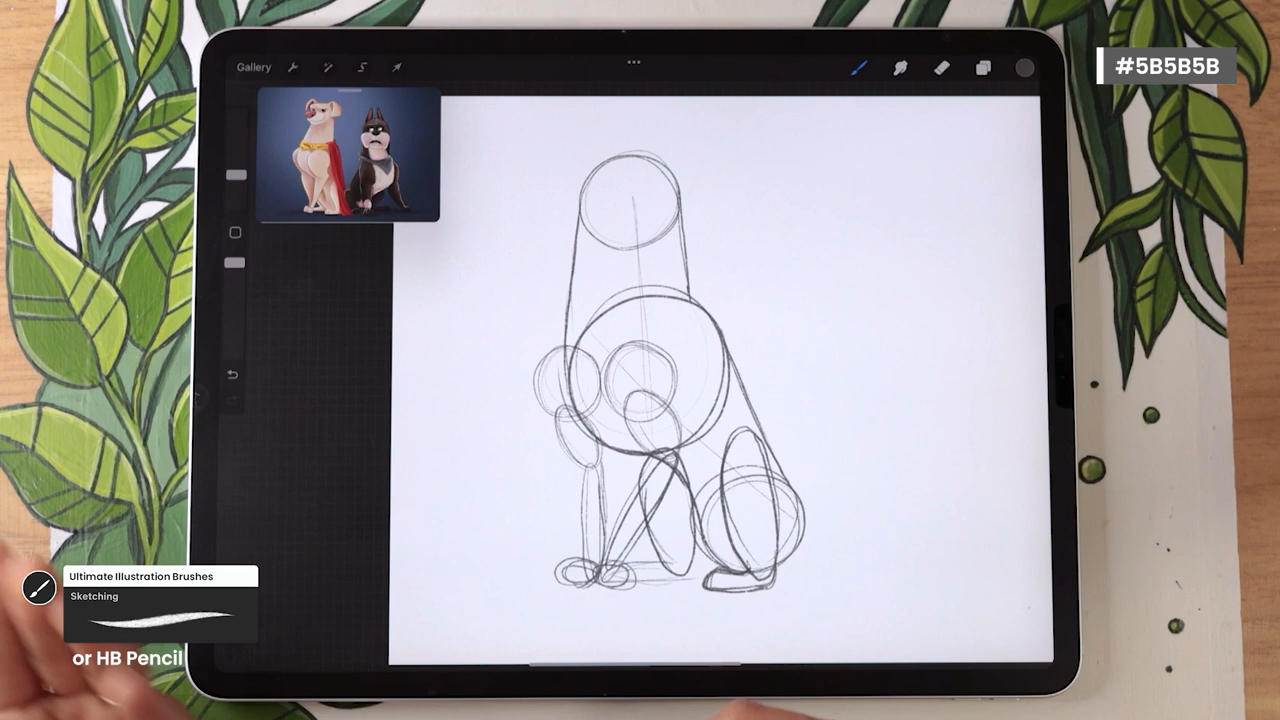 Gallery
#5B5B5B
Ultimate Illustration Brushes
Sketching
or HB Pencil